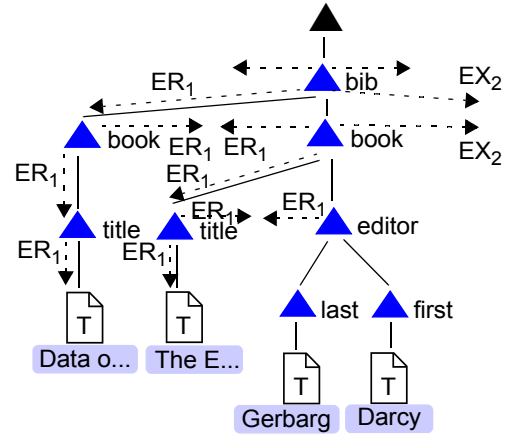 ER1 bib EX2
book ER1 ER1 book EX2
ER1 ER1
title ER1 title ER1 editor
ER1 ER1
last first
T T
Data o... The E...
T T
Gerbarg Darcy